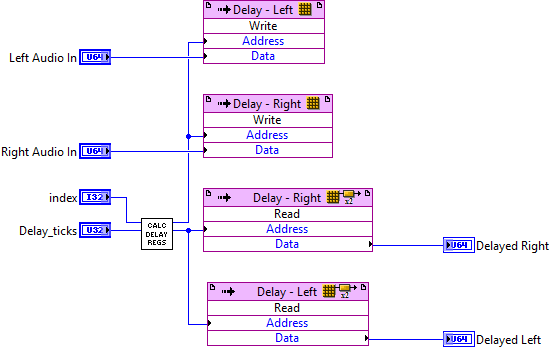 Delay - Left
Write
Address
Left Audio In U64
Data
Delay - Right
Write
Address
Right Audio In U64
Data
index I32
Delay_ticks U32
CALC
DELAY
REGS
Delay - Right x2
Read
Address
Data
U64 Delayed Right
Delay - Left x2
Read
Address
Data
U64 Delayed Left